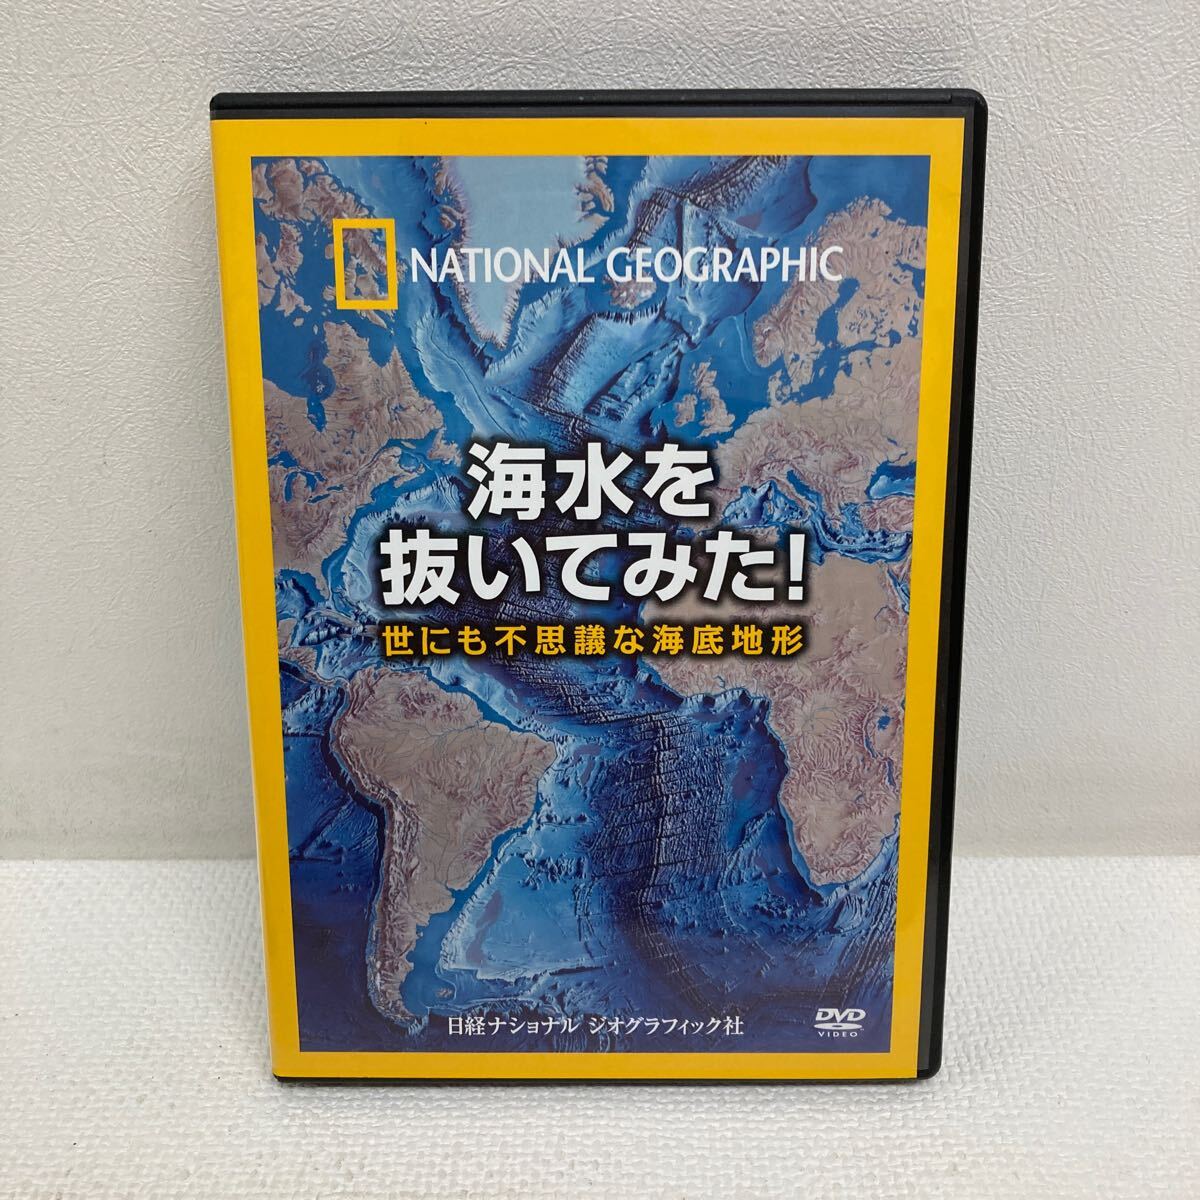 NATIONAL GEOGRAPHIC
海水を
抜いてみた!
世にも不思議な海底地形
日経ナショナル ジオグラフィック社
DVD
VIDEO